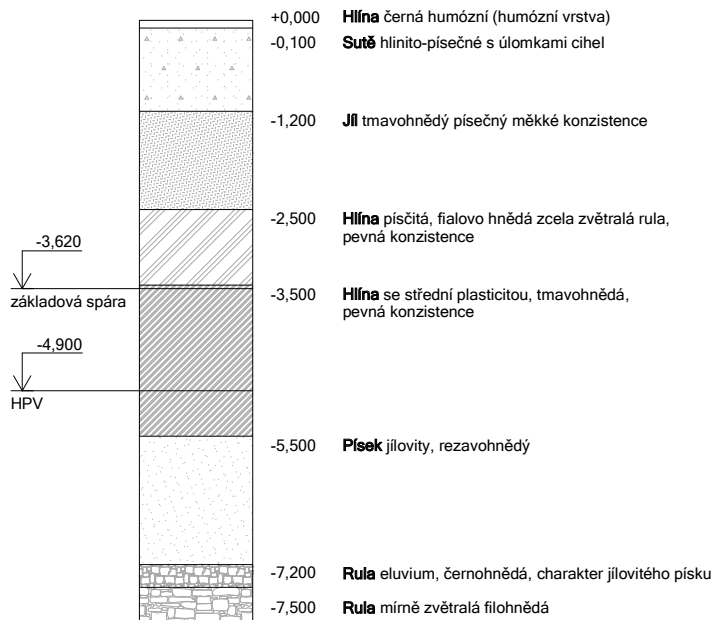 +0,000 Hlína černá humózní (humózní vrstva)
-0,100 Sutě hlinito-písečné s úlomkami cihel
-1,200 Jíl tmavohnědý písečný měkké konzistence
-2,500 Hlína písčitá, fialovo hnědá zcela zvětralá rula,
pevná konzistence
-3,620
základová spára
-3,500 Hlína se střední plasticitou, tmavohnědá,
pevná konzistence
-4,900
HPV
-5,500 Písek jílovity, rezavohnědý
-7,200 Rula eluvium, černohnědá, charakter jílovitého písku
-7,500 Rula mírně zvětralá filohnědá